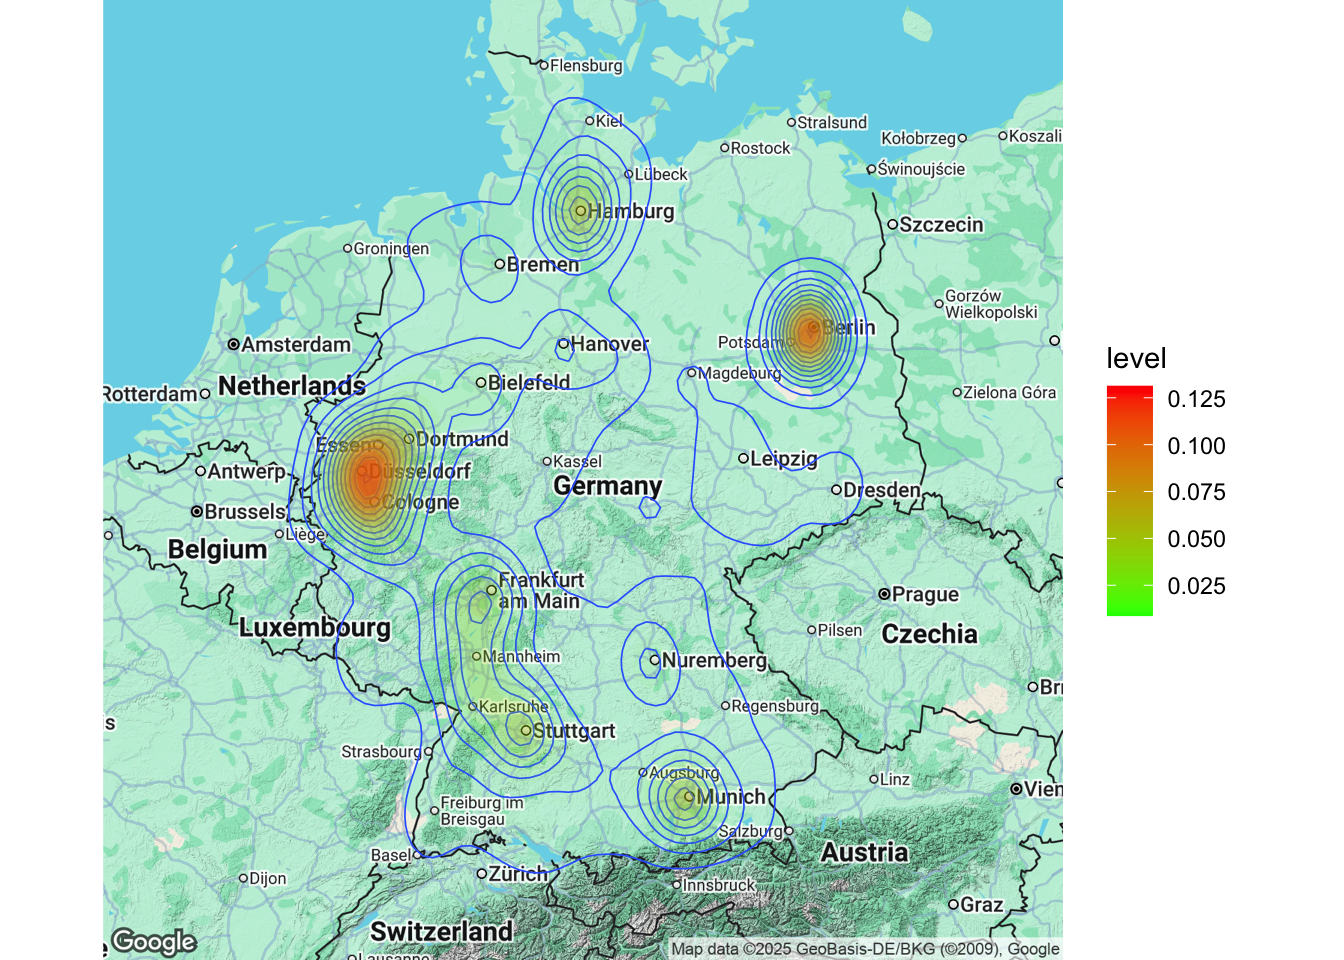 Flensburg
Kiel
Stralsund
Kołobrzeg
Koszali
Rostock
Świnoujście
Lübeck
Hamburg
Szczecin
Groningen
Bremen
Gorzów
Wielkopolski
Berlin
Potsdam
Amsterdam
Hanover
level
Magdeburg
Netherlands
Bielefeld
Rotterdam
Zielona Góra
0.125
Essen
Dortmund
0.100
Antwerp
Düsseldorf
Kassel
Leipzig
Germany
Dresden
0.075
Brussels
Cologne
Liège
0.050
Belgium
Frankfurt
am Main
0.025
Prague
Luxembourg
Pilsen
Czechia
Mannheim
Nuremberg
Br
Karlsruhe
Regensburg
s
Stuttgart
Strasbourg
Augsburg
Linz
Munich
Vien
Freiburg im
Breisgau
Salzburg
Basel
Austria
Zürich
Dijon
Innsbruck
Graz
Switzerland
e
Google
Lausanne
Map data ©2025 GeoBasis-DE/BKG (©2009), Google